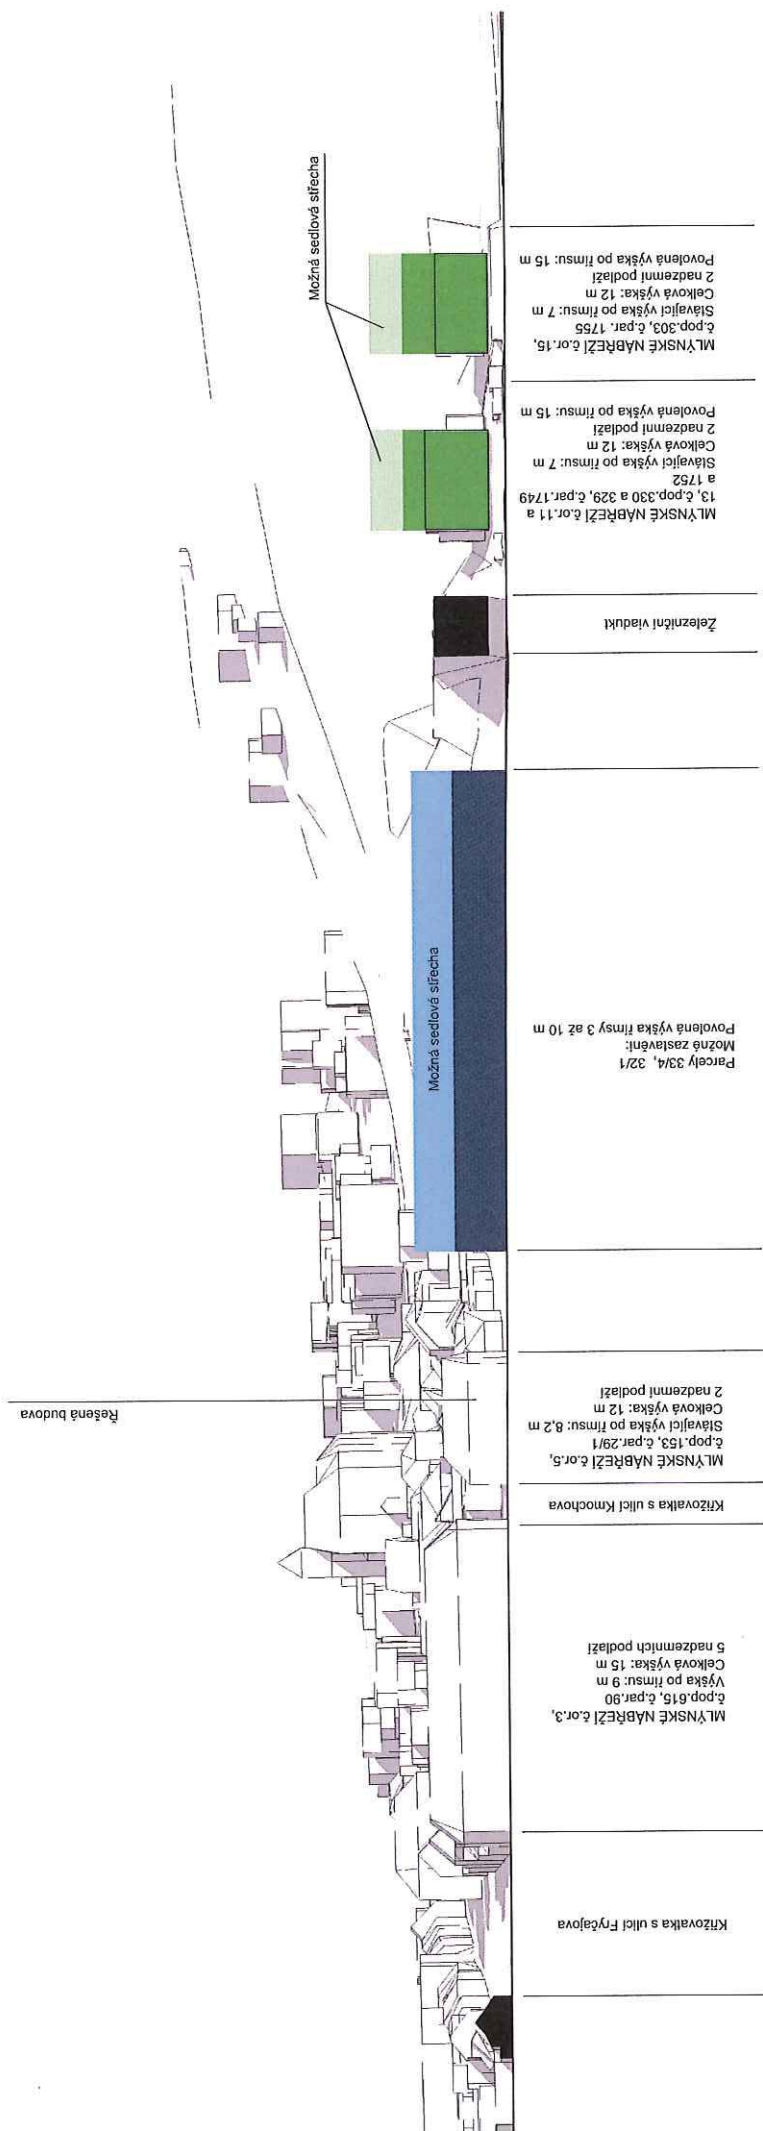 Možná sedlová střecha
MLÝNSKÉ NÁBŘEŽÍ č.or.15,
č.pop.303, č.par. 1755
Stávající výška po římsu: 7 m
Celková výška: 12 m
2 nadzemní podlaží
Povolená výška po římsu: 15 m
MLÝNSKÉ NÁBŘEŽÍ č.or.11 a
13, č.pop.330 a 329, č.par.1749
a 1752
Stávající výška po římsu: 7 m
Celková výška: 12 m
2 nadzemní podlaží
Povolená výška po římsu: 15 m
Železniční viadukt
Možná sedlová střecha
Parcely 33/4, 32/1
Možné zastavění:
Povolená výška římsy 3 až 10 m
Řešená budova
MLÝNSKÉ NÁBŘEŽÍ č.or.5,
č.pop.153, č.par.29/1
Stávající výška po římsu: 8,2 m
Celková výška: 12 m
2 nadzemní podlaží
Křižovatka s ulicí Kmochova
MLÝNSKÉ NÁBŘEŽÍ č.or.3,
č.pop.615, č.par.90
Výška po římsu: 9 m
Celková výška: 15 m
5 nadzemních podlaží
Křižovatka s ulicí Fryčajova